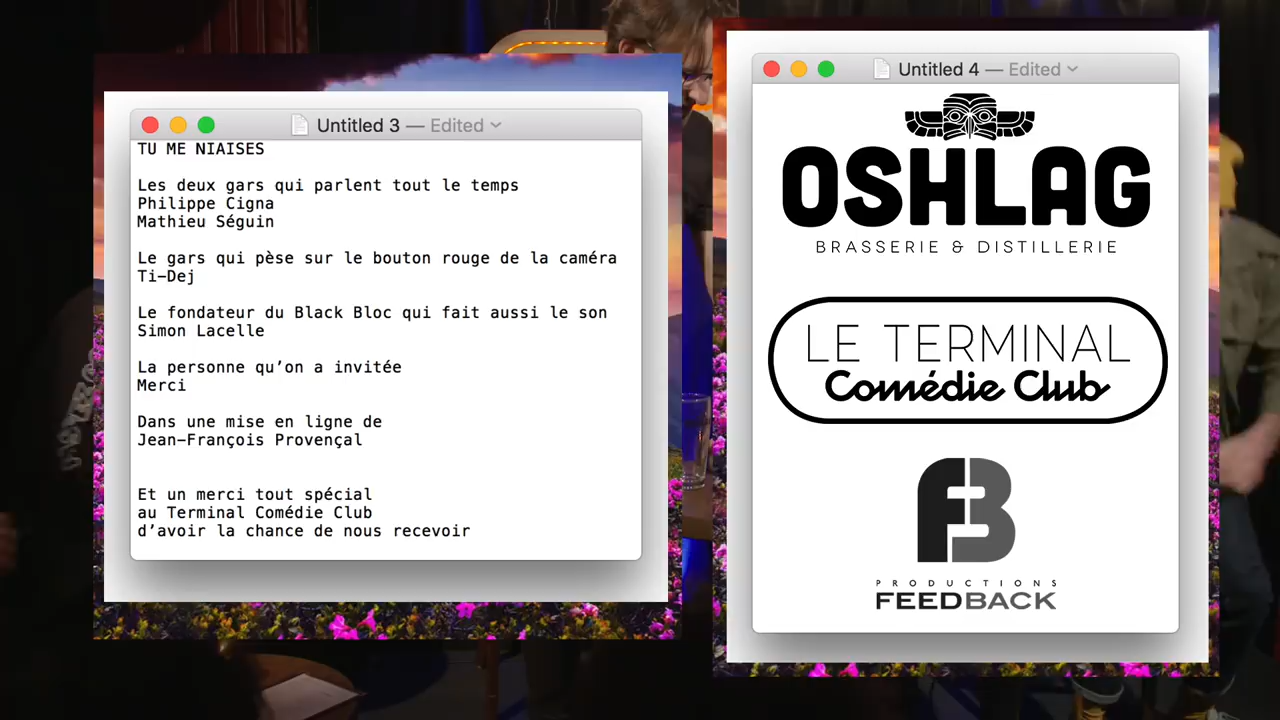 Untitled 3 — Edited
TU ME NIAISES
Les deux gars qui parlent tout le temps
Philippe Cigna
Mathieu Séguin
Le gars qui pèse sur le bouton rouge de la caméra
Ti-Dej
Le fondateur du Black Bloc qui fait aussi le son
Simon Lacelle
La personne qu’on a invitée
Merci
Dans une mise en ligne de
Jean-François Provençal
Et un merci tout spécial
au Terminal Comédie Club
d’avoir la chance de nous recevoir
Untitled 4 — Edited
OSHLAG
BRASSERIE & DISTILLERIE
LE TERMINAL
Comédie Club
FB
PRODUCTIONS
FEEDBACK